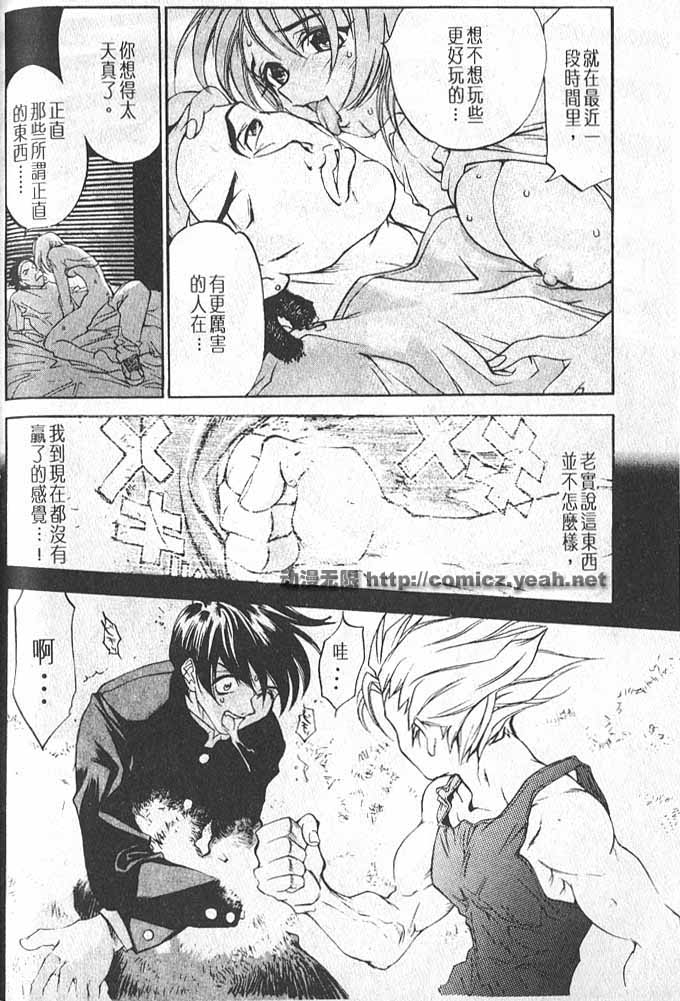 就在最近一
段時間里，
想不想玩些
更好玩的…
有更厲害
的人在…
你想得太
天真了。
正直
那些所謂正直
的東西……
老實說這東西
並不怎麼樣，
我到現在都沒有
贏了的感覺…！
动漫无限 http://comicz.yeah.net
哇…
啊…